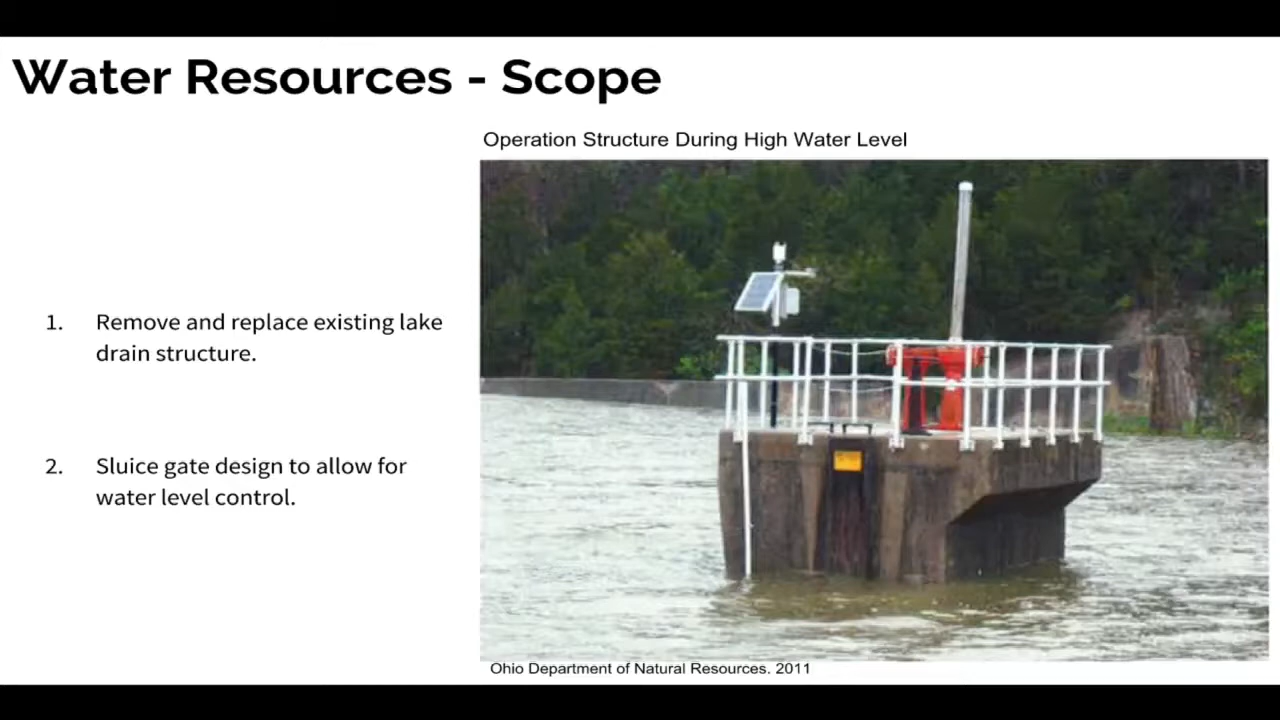 Water Resources - Scope
Operation Structure During High Water Level
1. Remove and replace existing lake
drain structure.
2. Sluice gate design to allow for
water level control.
Ohio Department of Natural Resources. 2011